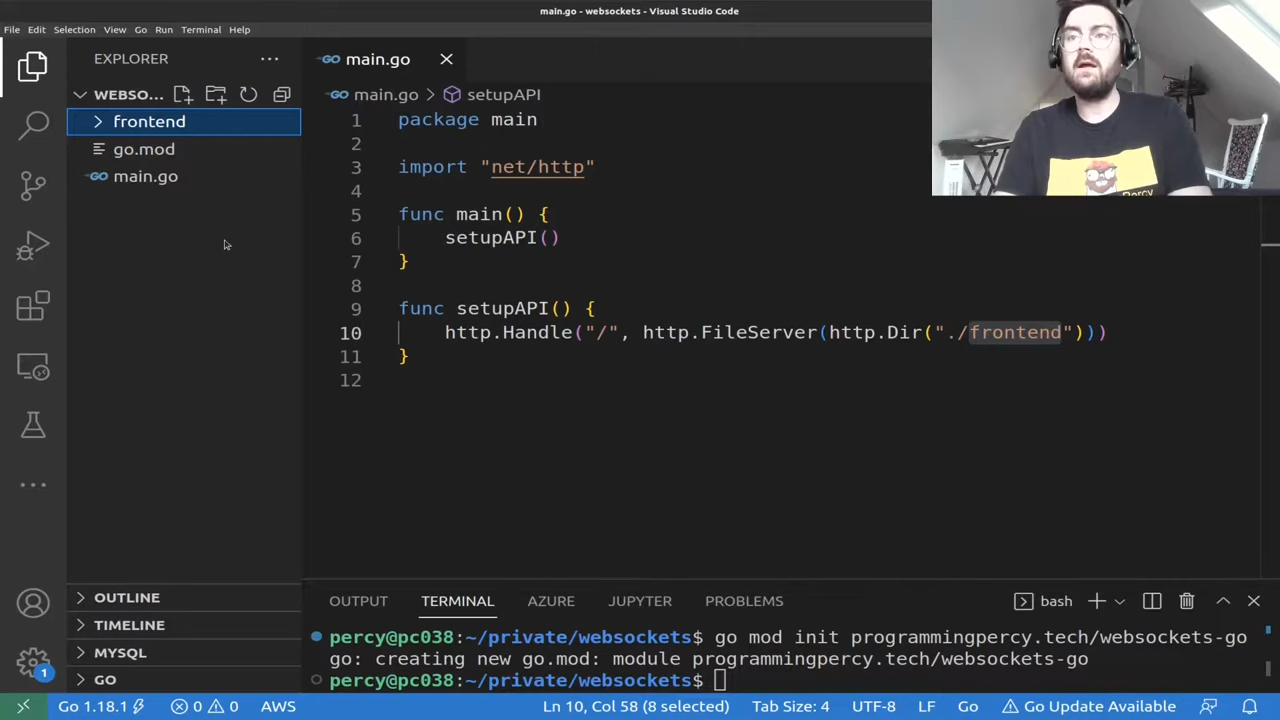 main.go - websockets - Visual Studio Code
File Edit Selection View Go Run Terminal Help
EXPLORER
WEBSO...
frontend
go.mod
GO main.go
GO main.go
GO main.go > setupAPI
1 package main
2
3 import "net/http"
4
5 func main() {
6 setupAPI()
7 }
8
9 func setupAPI() {
10 http.Handle("/", http.FileServer(http.Dir("./frontend")))
11 }
12
Percy
OUTLINE
TIMELINE
MYSQL
GO
1
OUTPUT TERMINAL AZURE JUPYTER PROBLEMS bash
percy@pc038:~/private/websockets$ go mod init programmingpercy.tech/websockets-go
go: creating new go.mod: module programmingpercy.tech/websockets-go
percy@pc038:~/private/websockets$
Go 1.18.1 0 0 AWS Ln 10, Col 58 (8 selected) Tab Size: 4 UTF-8 LF Go Go Update Available